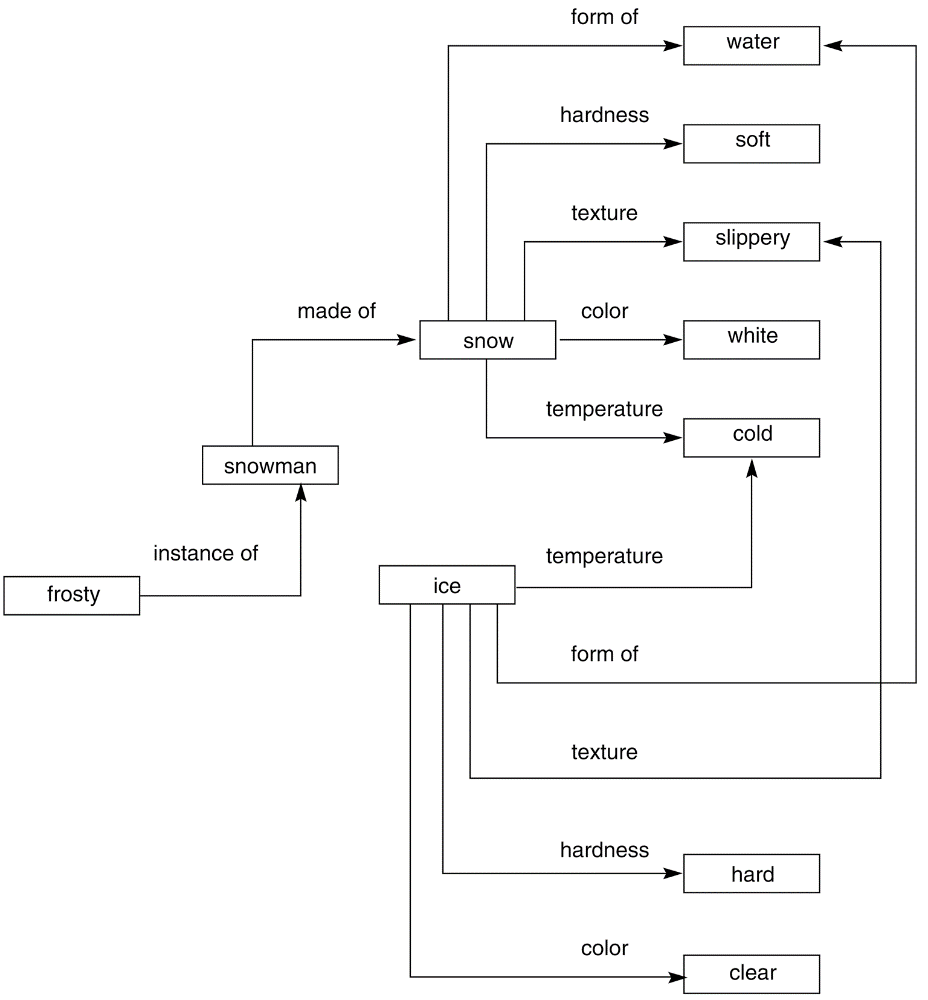 form of
water
hardness
soft
texture
slippery
made of
color
snow
white
temperature
cold
snowman
instance of
temperature
frosty
ice
form of
texture
hardness
hard
color
clear